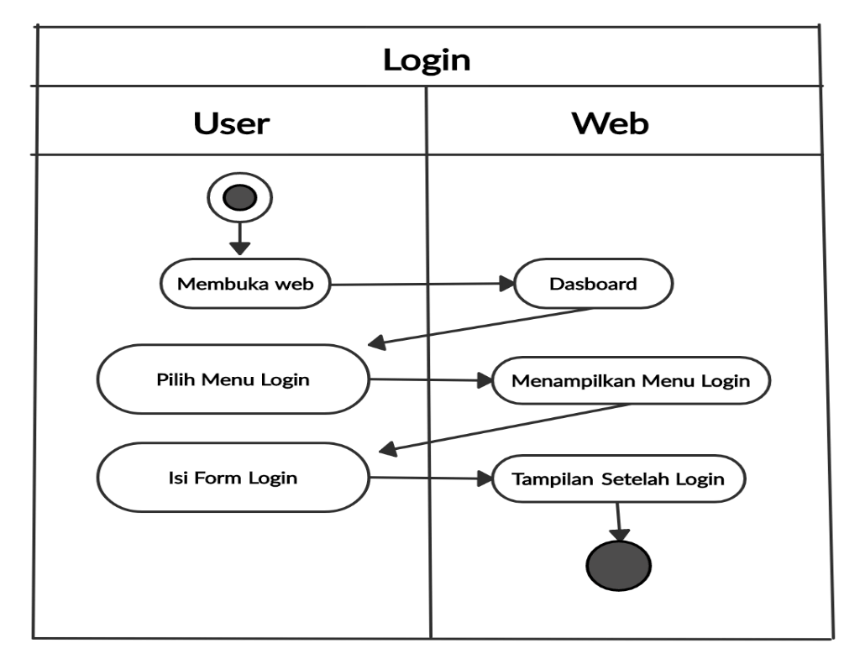 Login
User
Web
Membuka web
Dasboard
Pilih Menu Login
Menampilkan Menu Login
Isi Form Login
Tampilan Setelah Login